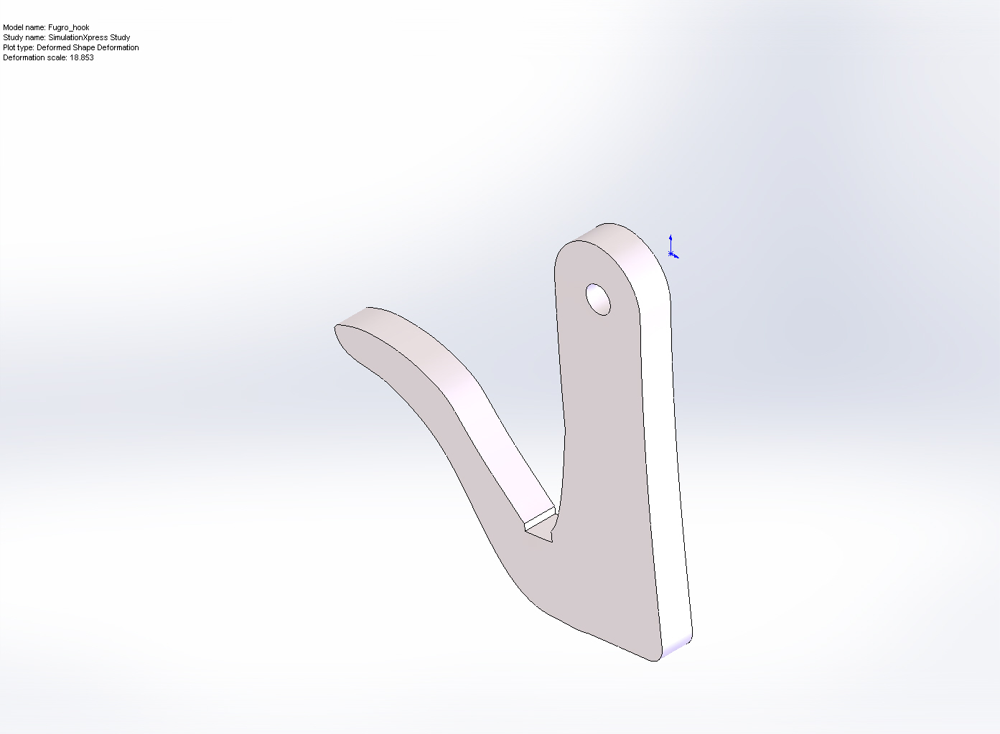 Model name: Fugro_hook
Study name: SimulationXpress Study
Plot type: Deformed Shape Deformation
Deformation scale: 18.853